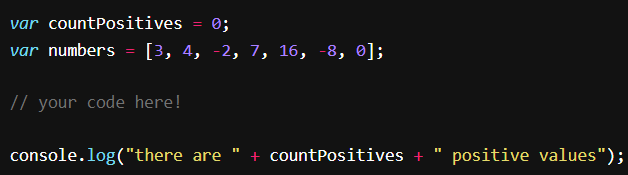 var countPositives = 0;
var numbers = [3, 4, -2, 7, 16, -8, 0];
// your code here!
console.log("there are " + countPositives + " positive values");